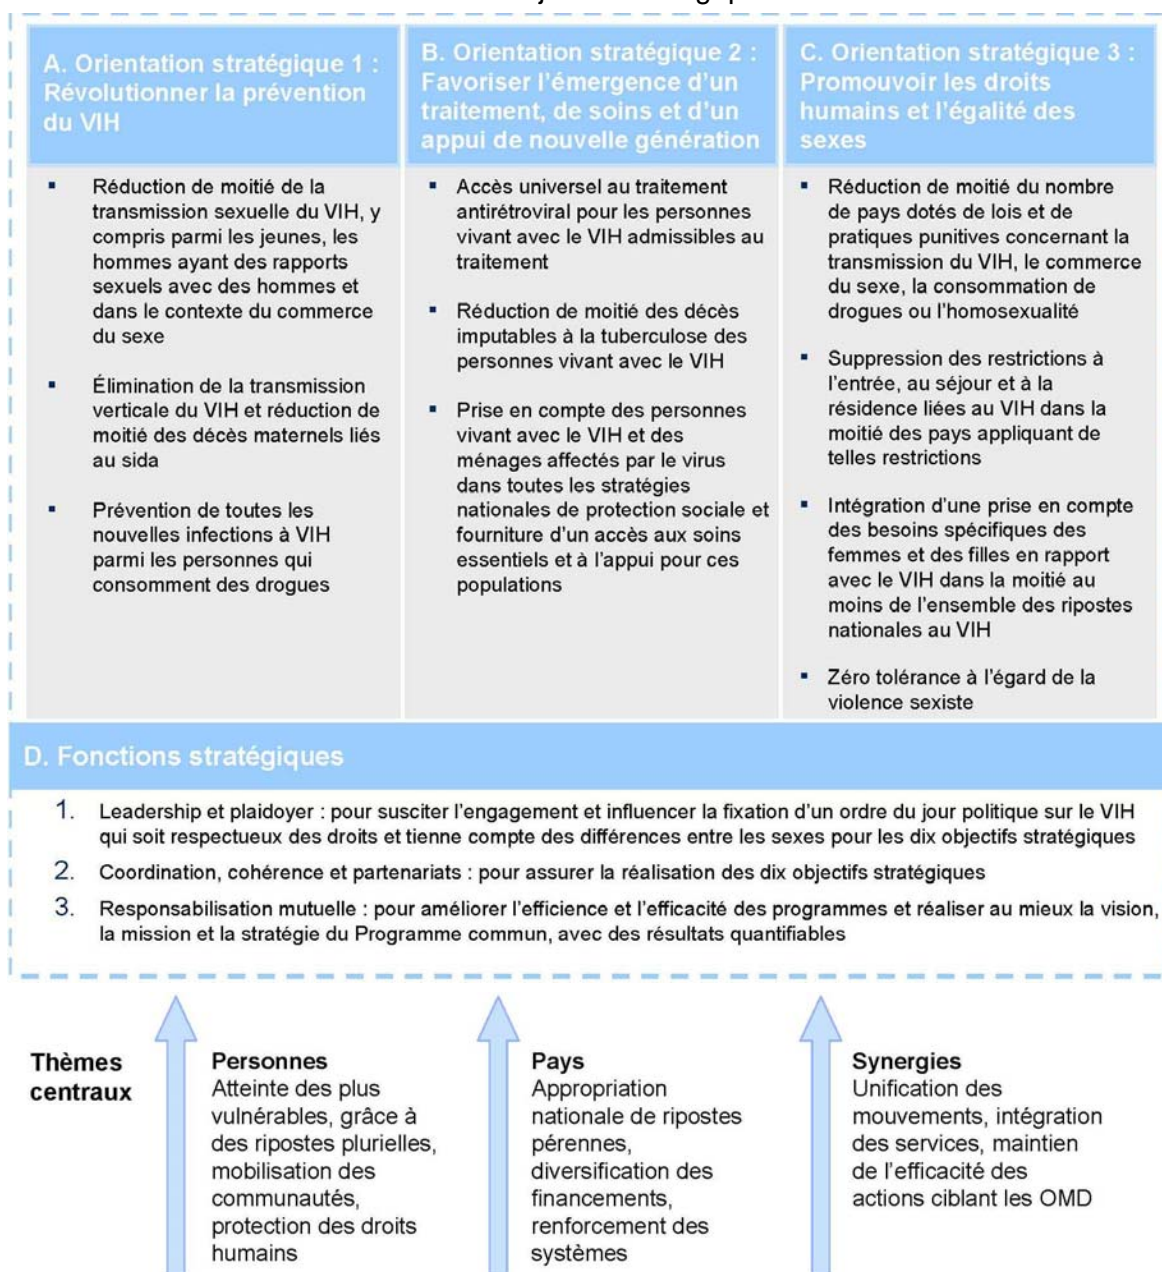 A. Orientation stratégique 1 :
Révolutionner la prévention
du VIH
▪ Réduction de moitié de la
transmission sexuelle du VIH, y
compris parmi les jeunes, les
hommes ayant des rapports
sexuels avec des hommes et
dans le contexte du commerce
du sexe
▪ Élimination de la transmission
verticale du VIH et réduction de
moitié des décès maternels liés
au sida
▪ Prévention de toutes les
nouvelles infections à VIH
parmi les personnes qui
consomment des drogues
B. Orientation stratégique 2 :
Favoriser l'émergence d'un
traitement, de soins et d'un
appui de nouvelle génération
▪ Accès universel au traitement
antirétroviral pour les personnes
vivant avec le VIH admissibles au
traitement
▪ Réduction de moitié des décès
imputables à la tuberculose des
personnes vivant avec le VIH
▪ Prise en compte des personnes
vivant avec le VIH et des
ménages affectés par le virus
dans toutes les stratégies
nationales de protection sociale et
fourniture d'un accès aux soins
essentiels et à l'appui pour ces
populations
C. Orientation stratégique 3 :
Promouvoir les droits
humains et l'égalité des
sexes
▪ Réduction de moitié du nombre
de pays dotés de lois et de
pratiques punitives concernant la
transmission du VIH, le commerce
du sexe, la consommation de
drogues ou l'homosexualité
▪ Suppression des restrictions à
l'entrée, au séjour et à la
résidence liées au VIH dans la
moitié des pays appliquant de
telles restrictions
▪ Intégration d'une prise en compte
des besoins spécifiques des
femmes et des filles en rapport
avec le VIH dans la moitié au
moins de l'ensemble des ripostes
nationales au VIH
▪ Zéro tolérance à l'égard de la
violence sexiste
D. Fonctions stratégiques
1. Leadership et plaidoyer : pour susciter l'engagement et influencer la fixation d'un ordre du jour politique sur le VIH
qui soit respectueux des droits et tienne compte des différences entre les sexes pour les dix objectifs stratégiques
2. Coordination, cohérence et partenariats : pour assurer la réalisation des dix objectifs stratégiques
3. Responsabilisation mutuelle : pour améliorer l'efficience et l'efficacité des programmes et réaliser au mieux la vision,
la mission et la stratégie du Programme commun, avec des résultats quantifiables
Thèmes
centraux
Personnes
Atteinte des plus
vulnérables, grâce à
des ripostes plurielles,
mobilisation des
communautés,
protection des droits
humains
Pays
Appropriation
nationale de ripostes
pérennes,
diversification des
financements,
renforcement des
systèmes
Synergies
Unification des
mouvements, intégration
des services, maintien
de l'efficacité des
actions ciblant les OMD